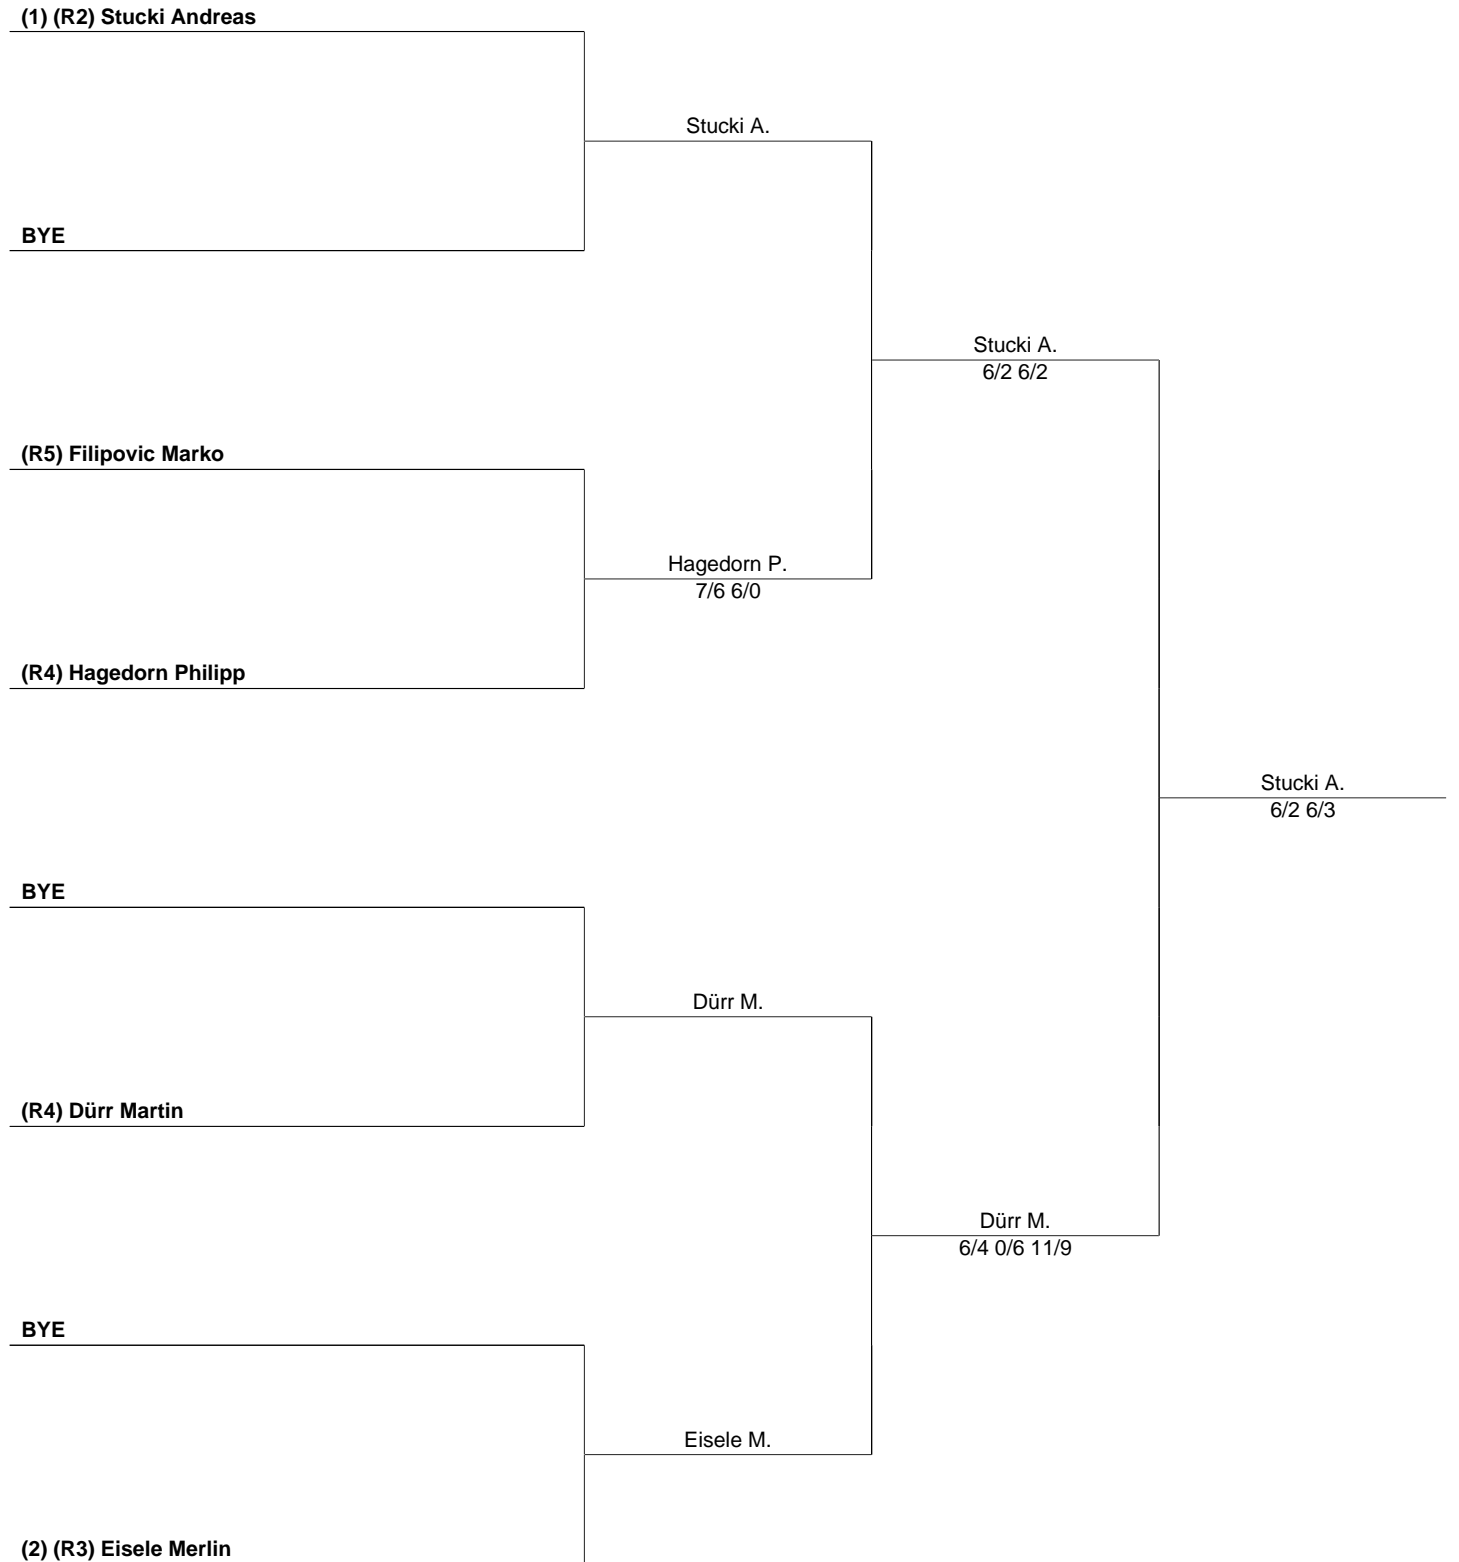 (1) (R2) Stucki Andreas
Stucki A.
BYE
Stucki A.
6/2 6/2
(R5) Filipovic Marko
Hagedorn P.
7/6 6/0
(R4) Hagedorn Philipp
Stucki A.
6/2 6/3
BYE
Dürr M.
(R4) Dürr Martin
Dürr M.
6/4 0/6 11/9
BYE
Eisele M.
(2) (R3) Eisele Merlin